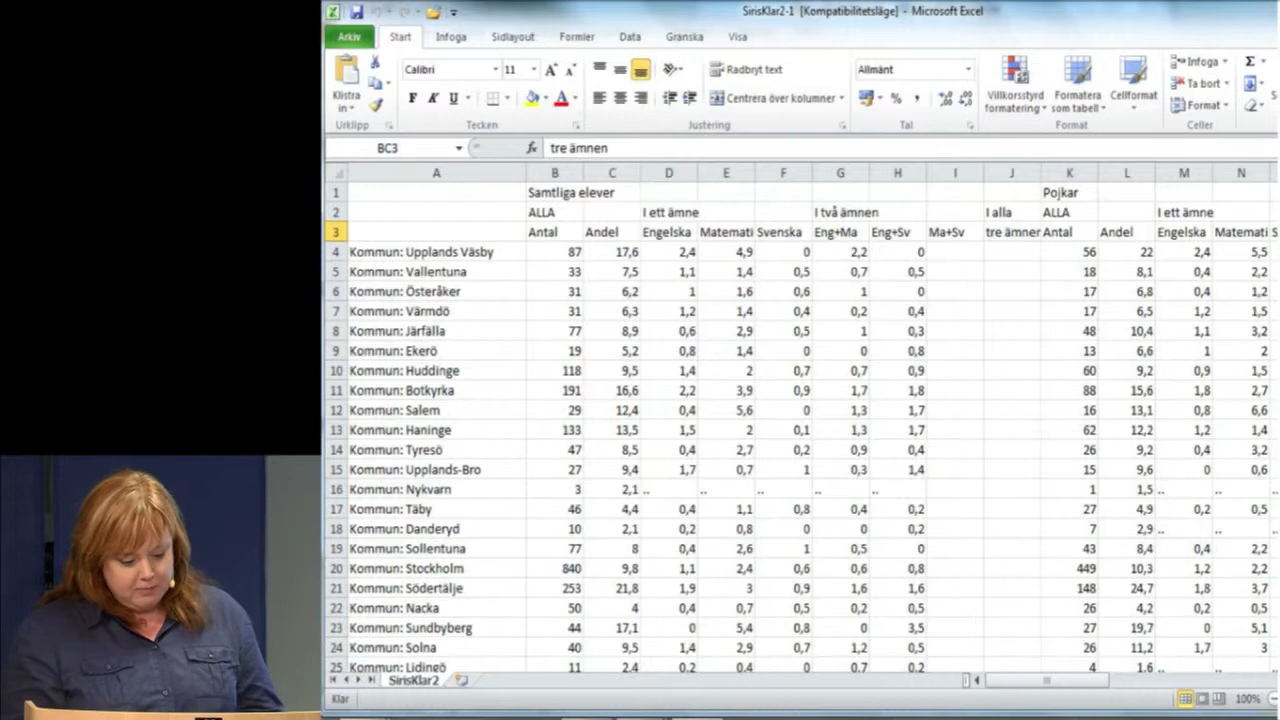 SirisKlar2-1 [Kompatibilitetsläge] - Microsoft Excel
Arkiv Start Infoga Sidlayout Formler Data Granska Visa
Calibri 11 Radbryt text Allmänt Infoga
Klistra in Centrera över kolumner Villkorsstyrd formatering Formatera som tabell Cellformat Ta bort Format
Urklipp Tecken Justering Tal Format Celler
BC3 fx tre ämnen
A B C D E F G H I J K L M N
1 Samtliga elever Pojkar
2 ALLA I ett ämne I två ämnen I alla ALLA I ett ämne
3 Antal Andel Engelska Matemati Svenska Eng+Ma Eng+Sv Ma+Sv tre ämner Antal Andel Engelska Matemati S
4 Kommun: Upplands Väsby 87 17,6 2,4 4,9 0 2,2 0 56 22 2,4 5,5
5 Kommun: Vallentuna 33 7,5 1,1 1,4 0,5 0,7 0,5 18 8,1 0,4 2,2
6 Kommun: Österåker 31 6,2 1 1,6 0,6 1 0 17 6,8 0,4 1,2
7 Kommun: Värmdö 31 6,3 1,2 1,4 0,4 0,2 0,4 17 6,5 1,2 1,5
8 Kommun: Järfälla 77 8,9 0,6 2,9 0,5 1 0,3 48 10,4 1,1 3,2
9 Kommun: Ekerö 19 5,2 0,8 1,4 0 0 0,8 13 6,6 1 2
10 Kommun: Huddinge 118 9,5 1,4 2 0,7 0,7 0,9 60 9,2 0,9 1,5
11 Kommun: Botkyrka 191 16,6 2,2 3,9 0,9 1,7 1,8 88 15,6 1,8 2,7
12 Kommun: Salem 29 12,4 0,4 5,6 0 1,3 1,7 16 13,1 0,8 6,6
13 Kommun: Haninge 133 13,5 1,5 2 0,1 1,3 1,7 62 12,2 1,2 1,4
14 Kommun: Tyresö 47 8,5 0,4 2,7 0,2 0,9 0,4 26 9,2 0,4 3,2
15 Kommun: Upplands-Bro 27 9,4 1,7 0,7 1 0,3 1,4 15 9,6 0 0,6
16 Kommun: Nykvarn 3 2,1 .. .. .. .. .. 1 1,5 .. ..
17 Kommun: Täby 46 4,4 0,4 1,1 0,8 0,4 0,2 27 4,9 0,2 0,5
18 Kommun: Danderyd 10 2,1 0,2 0,8 0 0 0,2 7 2,9 .. ..
19 Kommun: Sollentuna 77 8 0,4 2,6 1 0,5 0 43 8,4 0,4 2,2
20 Kommun: Stockholm 840 9,8 1,1 2,4 0,6 0,6 0,8 449 10,3 1,2 2,2
21 Kommun: Södertälje 253 21,8 1,9 3 0,9 1,6 1,6 148 24,7 1,8 3,7
22 Kommun: Nacka 50 4 0,4 0,7 0,5 0,2 0,5 26 4,2 0,2 0,5
23 Kommun: Sundbyberg 44 17,1 0 5,4 0,8 0 3,5 27 19,7 0 5,1
24 Kommun: Solna 40 9,5 1,4 2,9 0,7 1,2 0,5 26 11,2 1,7 3
25 Kommun: Lidingö 11 2,4 0,2 0,4 0 0,7 0,2 4 1,6 .. ..
SirisKlar2
Klar 100%